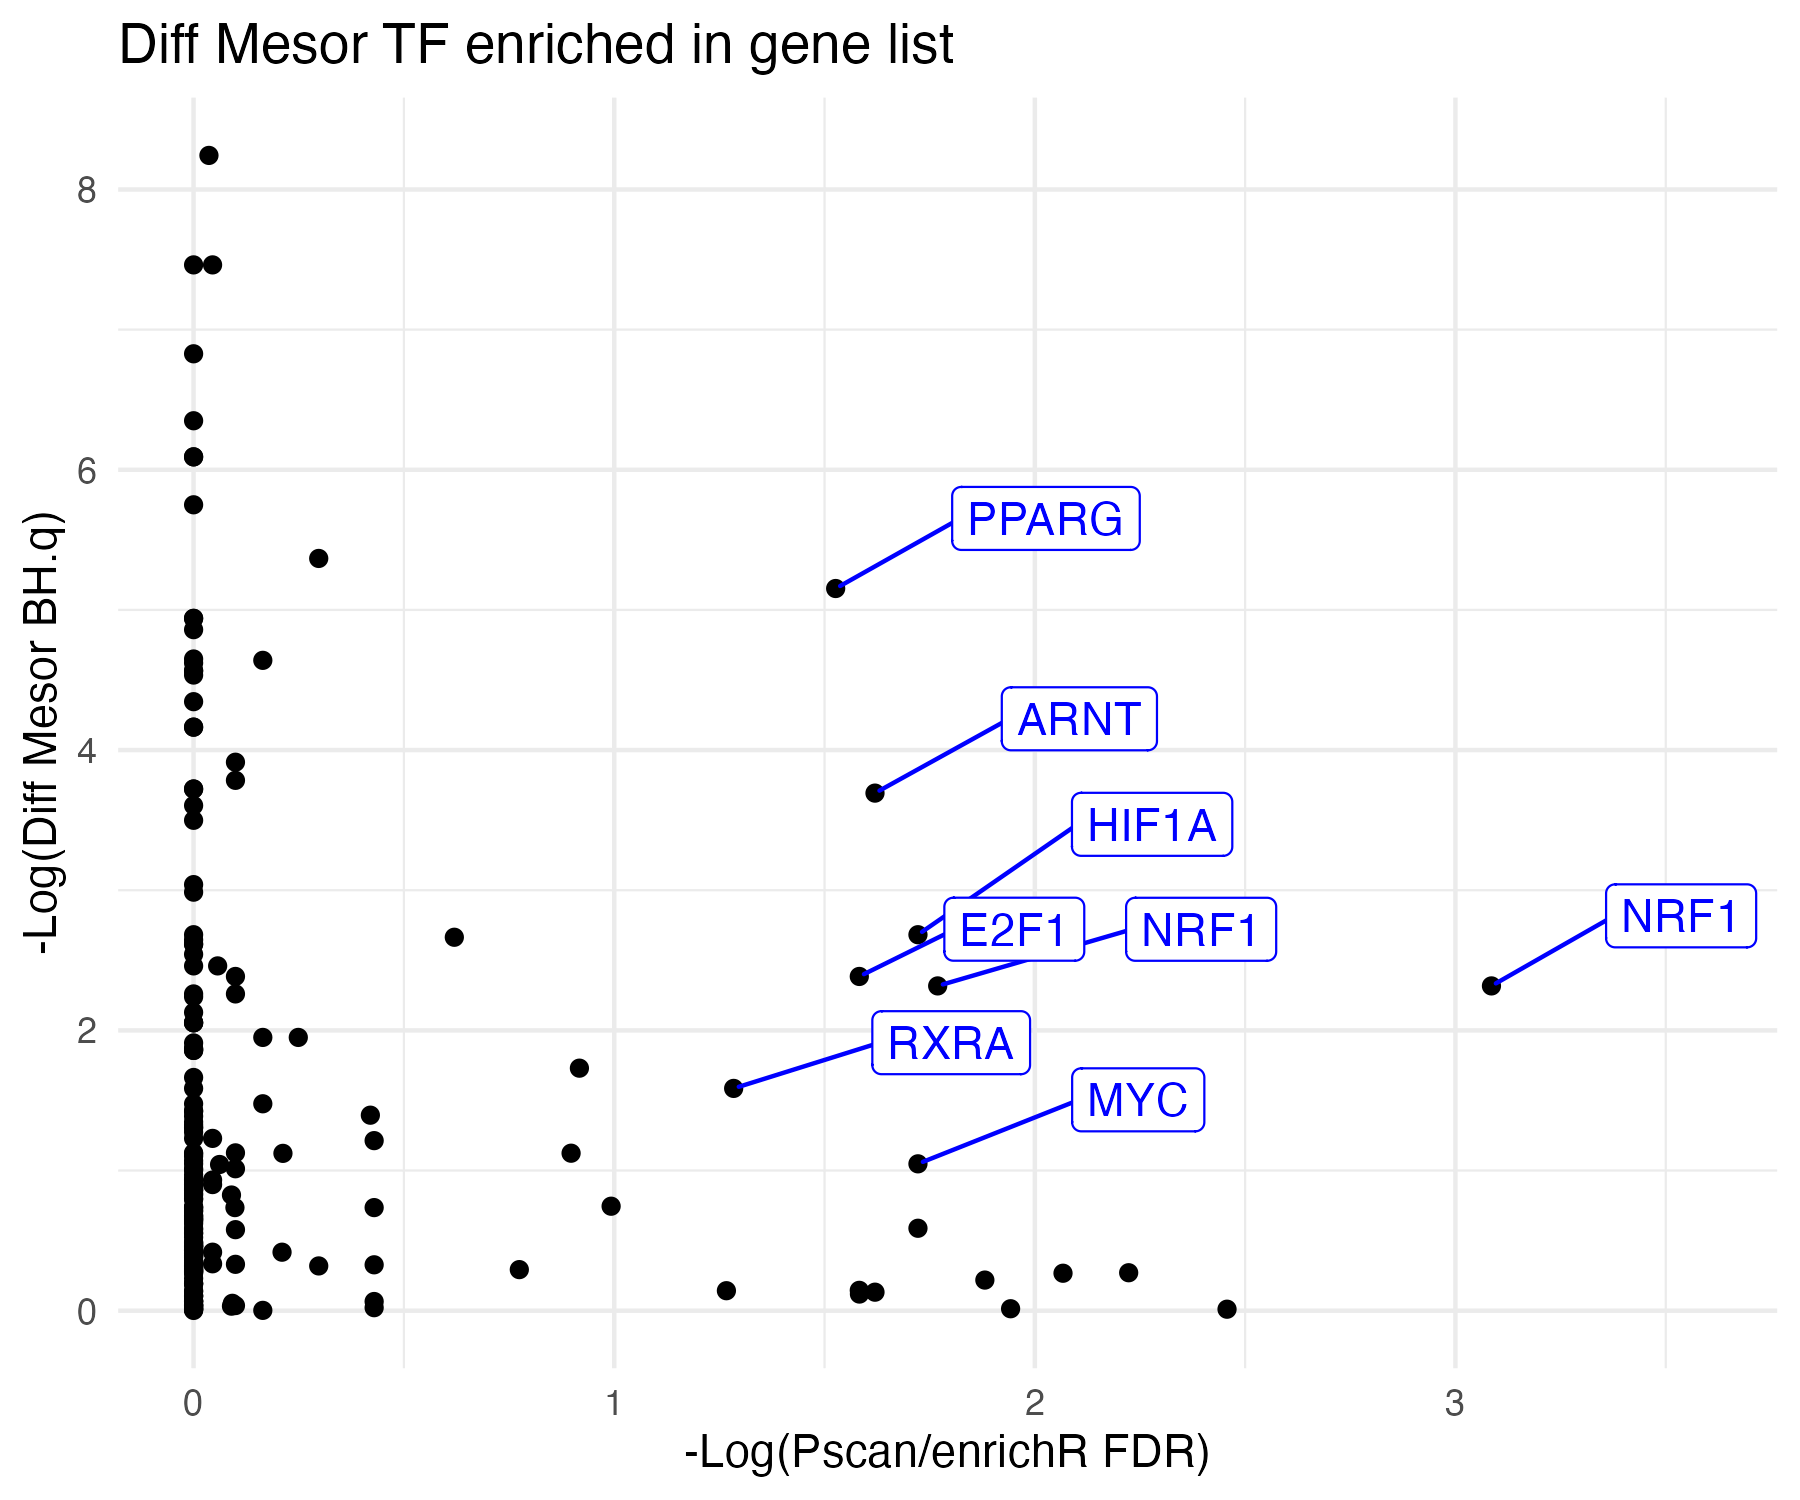 Diff Mesor TF enriched in gene list
-Log(Diff Mesor BH.q)
8
6
4
2
0
PPARG
ARNT
HIF1A
E2F1
NRF1
NRF1
RXRA
MYC
0
1
2
3
-Log(Pscan/enrichR FDR)